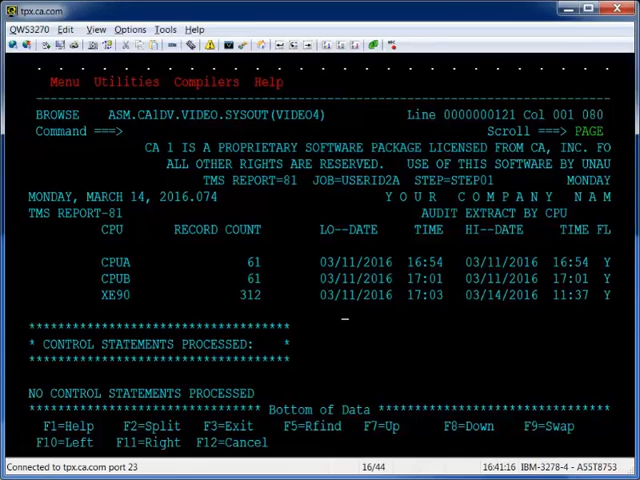 tpx.ca.com
QWS3270 Edit View Options Tools Help
Menu Utilities Compilers Help
BROWSE ASM.CA1DV.VIDEO.SYSOUT(VIDEO4) Line 0000000121 Col 001 080
Command ===> Scroll ===> PAGE
CA 1 IS A PROPRIETARY SOFTWARE PACKAGE LICENSED FROM CA, INC. FO
ALL OTHER RIGHTS ARE RESERVED. USE OF THIS SOFTWARE BY UNAU
TMS REPORT=81 JOB=USERID2A STEP=STEP01 MONDAY
MONDAY, MARCH 14, 2016.074 Y O U R C O M P A N Y N A M
TMS REPORT-81 AUDIT EXTRACT BY CPU
CPU RECORD COUNT LO--DATE TIME HI--DATE TIME FL
CPUA 61 03/11/2016 16:54 03/11/2016 16:54 Y
CPUB 61 03/11/2016 17:01 03/11/2016 17:01 Y
XE90 312 03/11/2016 17:03 03/14/2016 11:37 Y
************************************
* CONTROL STATEMENTS PROCESSED: *
************************************
NO CONTROL STATEMENTS PROCESSED
********************************* Bottom of Data ********************************
F1=Help F2=Split F3=Exit F5=Rfind F7=Up F8=Down F9=Swap
F10=Left F11=Right F12=Cancel
Connected to tpx.ca.com port 23 16/44 16:41:16 IBM-3278-4 - A55T8753